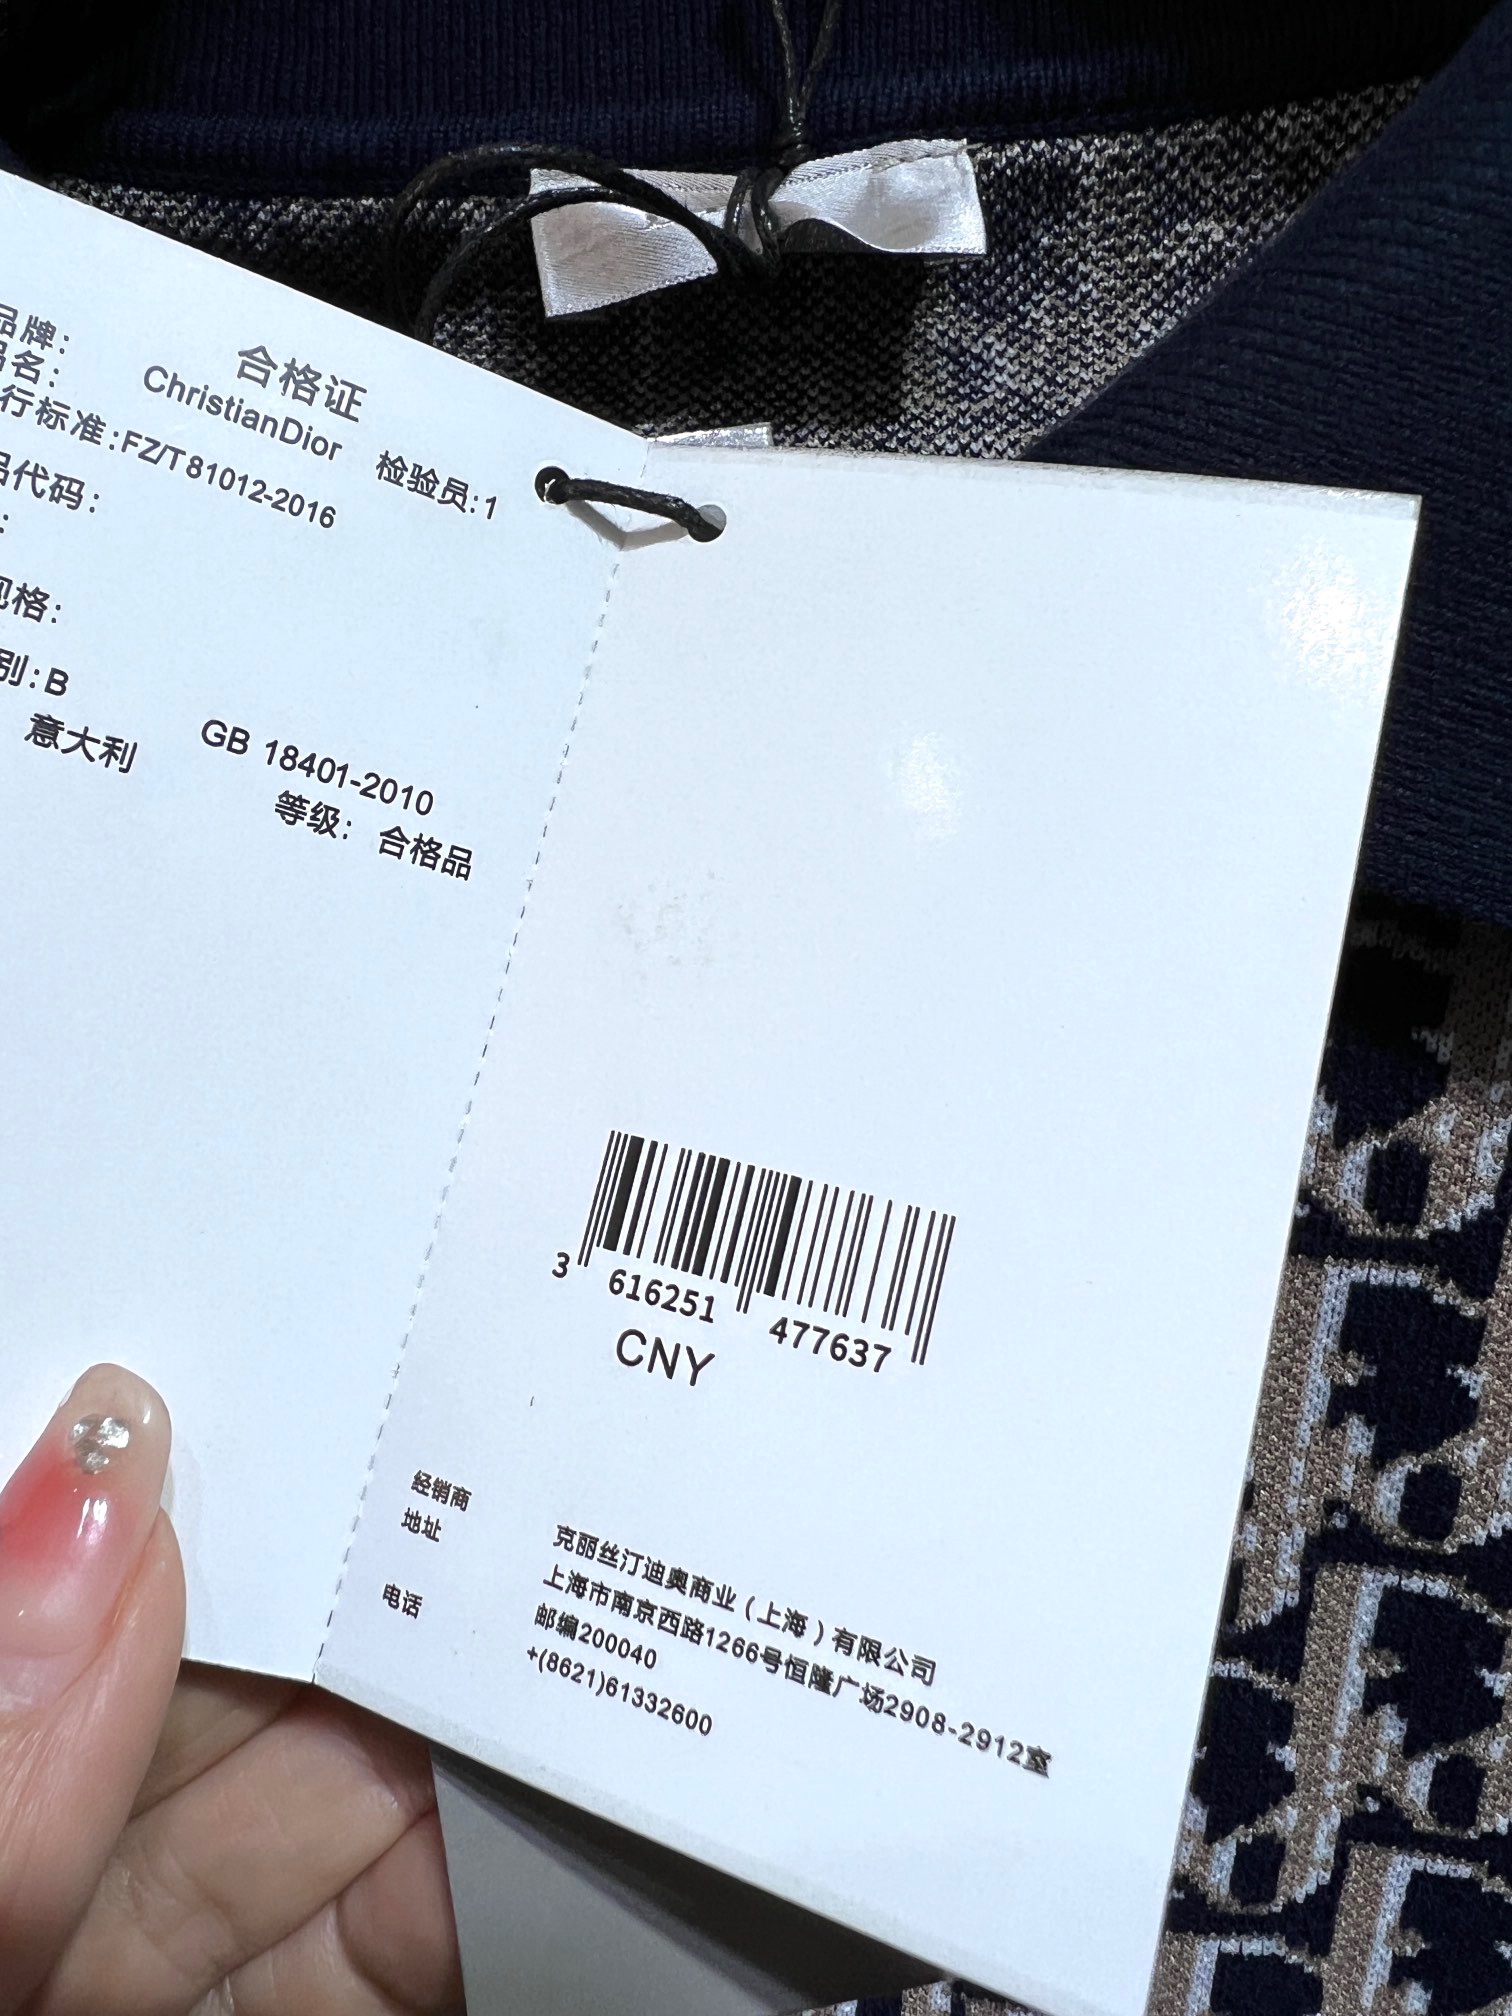 合格证
品牌: ChristianDior
品名: 检验员:1
行标准:FZ/T 81012-2016
品代码:
:
规格:
别:B
意大利 GB 18401-2010
等级: 合格品
3 616251 477637
CNY
经销商 克丽丝汀迪奥商业（上海）有限公司
地址 上海市南京西路1266号恒隆广场2908-2912室
邮编200040
电话 +(8621)61332600